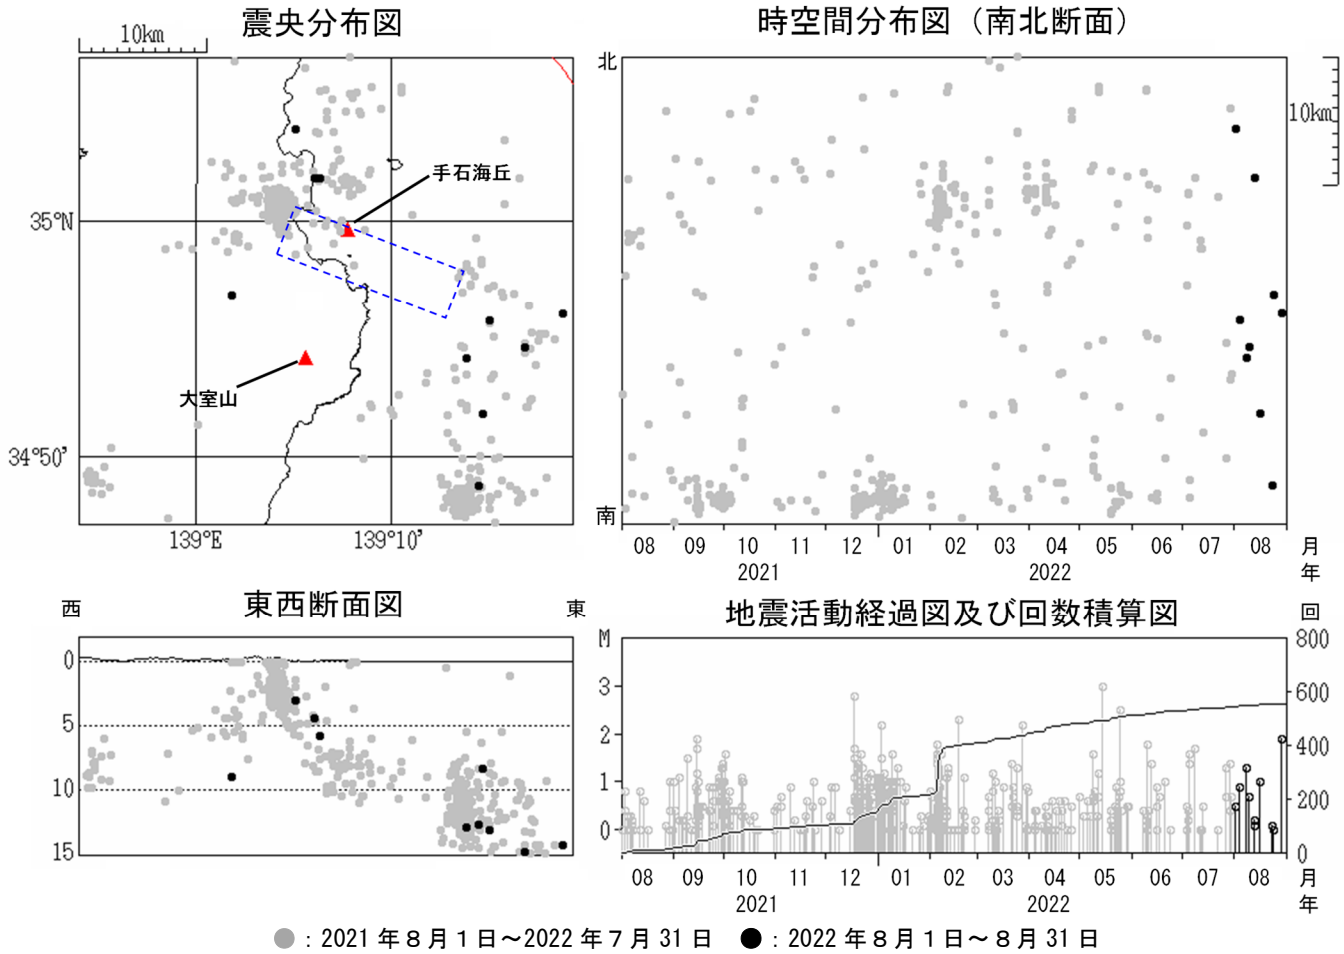 震央分布図
10km
手石海丘
大室山
35°N
34°50′
139°E
139°10′
時空間分布図（南北断面）
北
南
10km
08 09 10 11 12 01 02 03 04 05 06 07 08 月
2021 2022 年
東西断面図
西 東
0
5
10
15
地震活動経過図及び回数積算図
M 回
3
2
1
0
800
600
400
200
0
08 09 10 11 12 01 02 03 04 05 06 07 08 月
2021 2022 年
：2021 年８月１日～2022 年７月 31 日 ：2022 年８月１日～８月 31 日